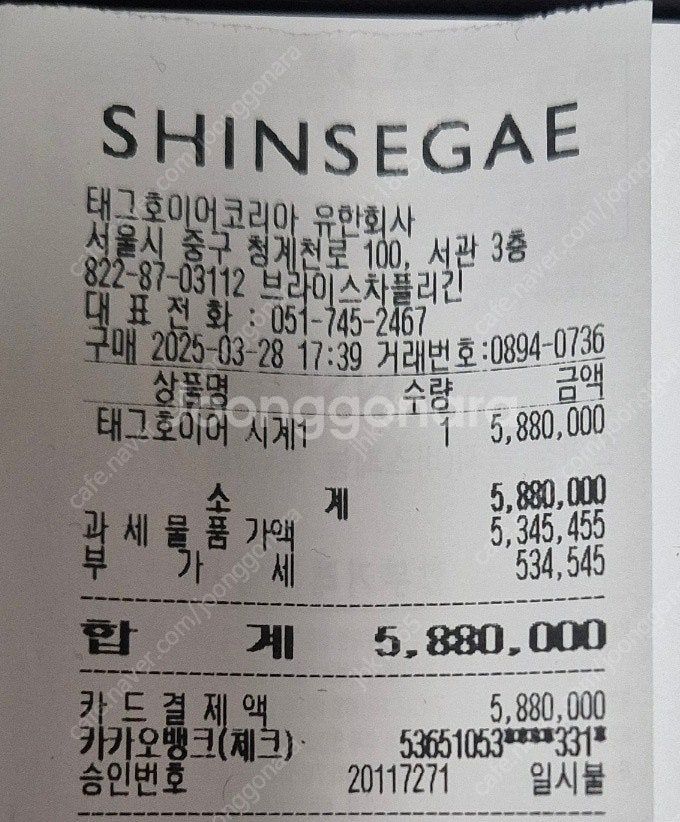 SHINSEGAE
태그호이어코리아 유한회사
서울시 중구 청계천로 100, 서관 3층
822-87-03112 브라이스차플리긴
대 표 전 화 : 051-745-2467
구매 2025-03-28 17:39 거래번호:0894-0736
상품명 수량 금액
태그호이어 시계1 1 5,880,000
소 계 5,880,000
과 세 물 품 가액 5,345,455
부 가 세 534,545
합 계 5,880,000
카 드 결 제 액 5,880,000
카카오뱅크(체크) 53651053****331*
승인번호 20117271 일시불
Joonggonara